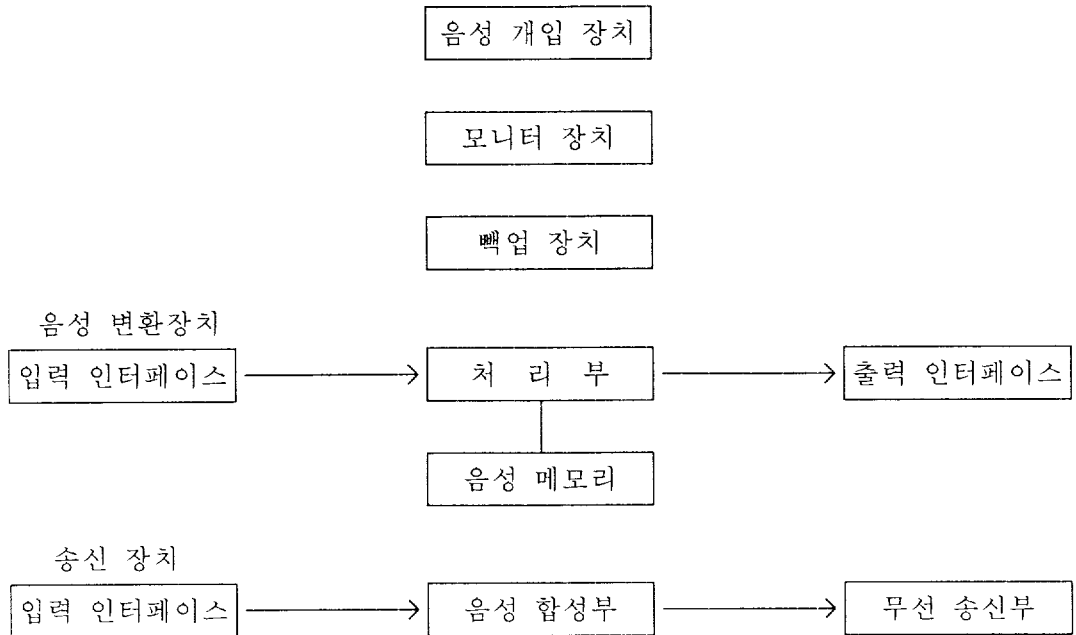 음성 개입 장치
모니터 장치
빽업 장치
음성 변환장치
입력 인터페이스
처 리 부
출력 인터페이스
음성 메모리
송신 장치
입력 인터페이스
음성 합성부
무선 송신부